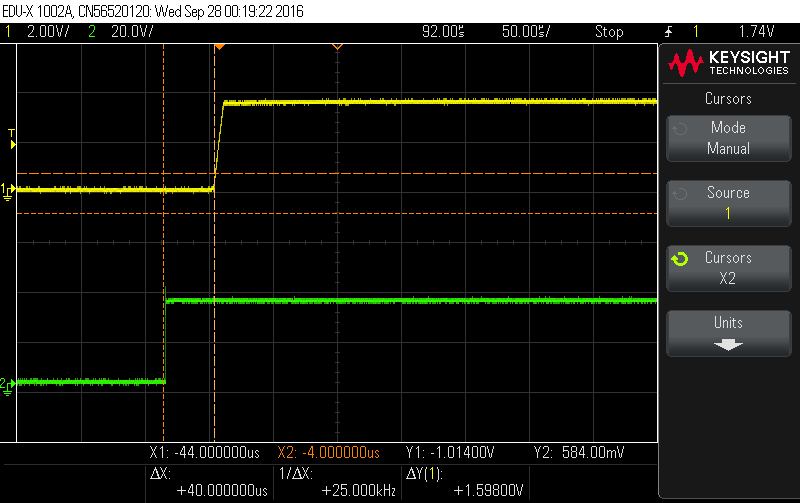 EDU-X 1002A, CN56520120: Wed Sep 28 00:19:22 2016
1 2.00V/ 2 20.0V/ 92.00s 50.00s/ Stop 1 1.74V
KEYSIGHT
TECHNOLOGIES
Cursors
Mode
Manual
Source
1
Cursors
X2
Units
T
1
2
X1: -44.000000us X2: -4.000000us Y1: -1.01400V Y2: 584.00mV
ΔX: 1/ΔX: ΔY(1):
+40.000000us +25.000kHz +1.59800V